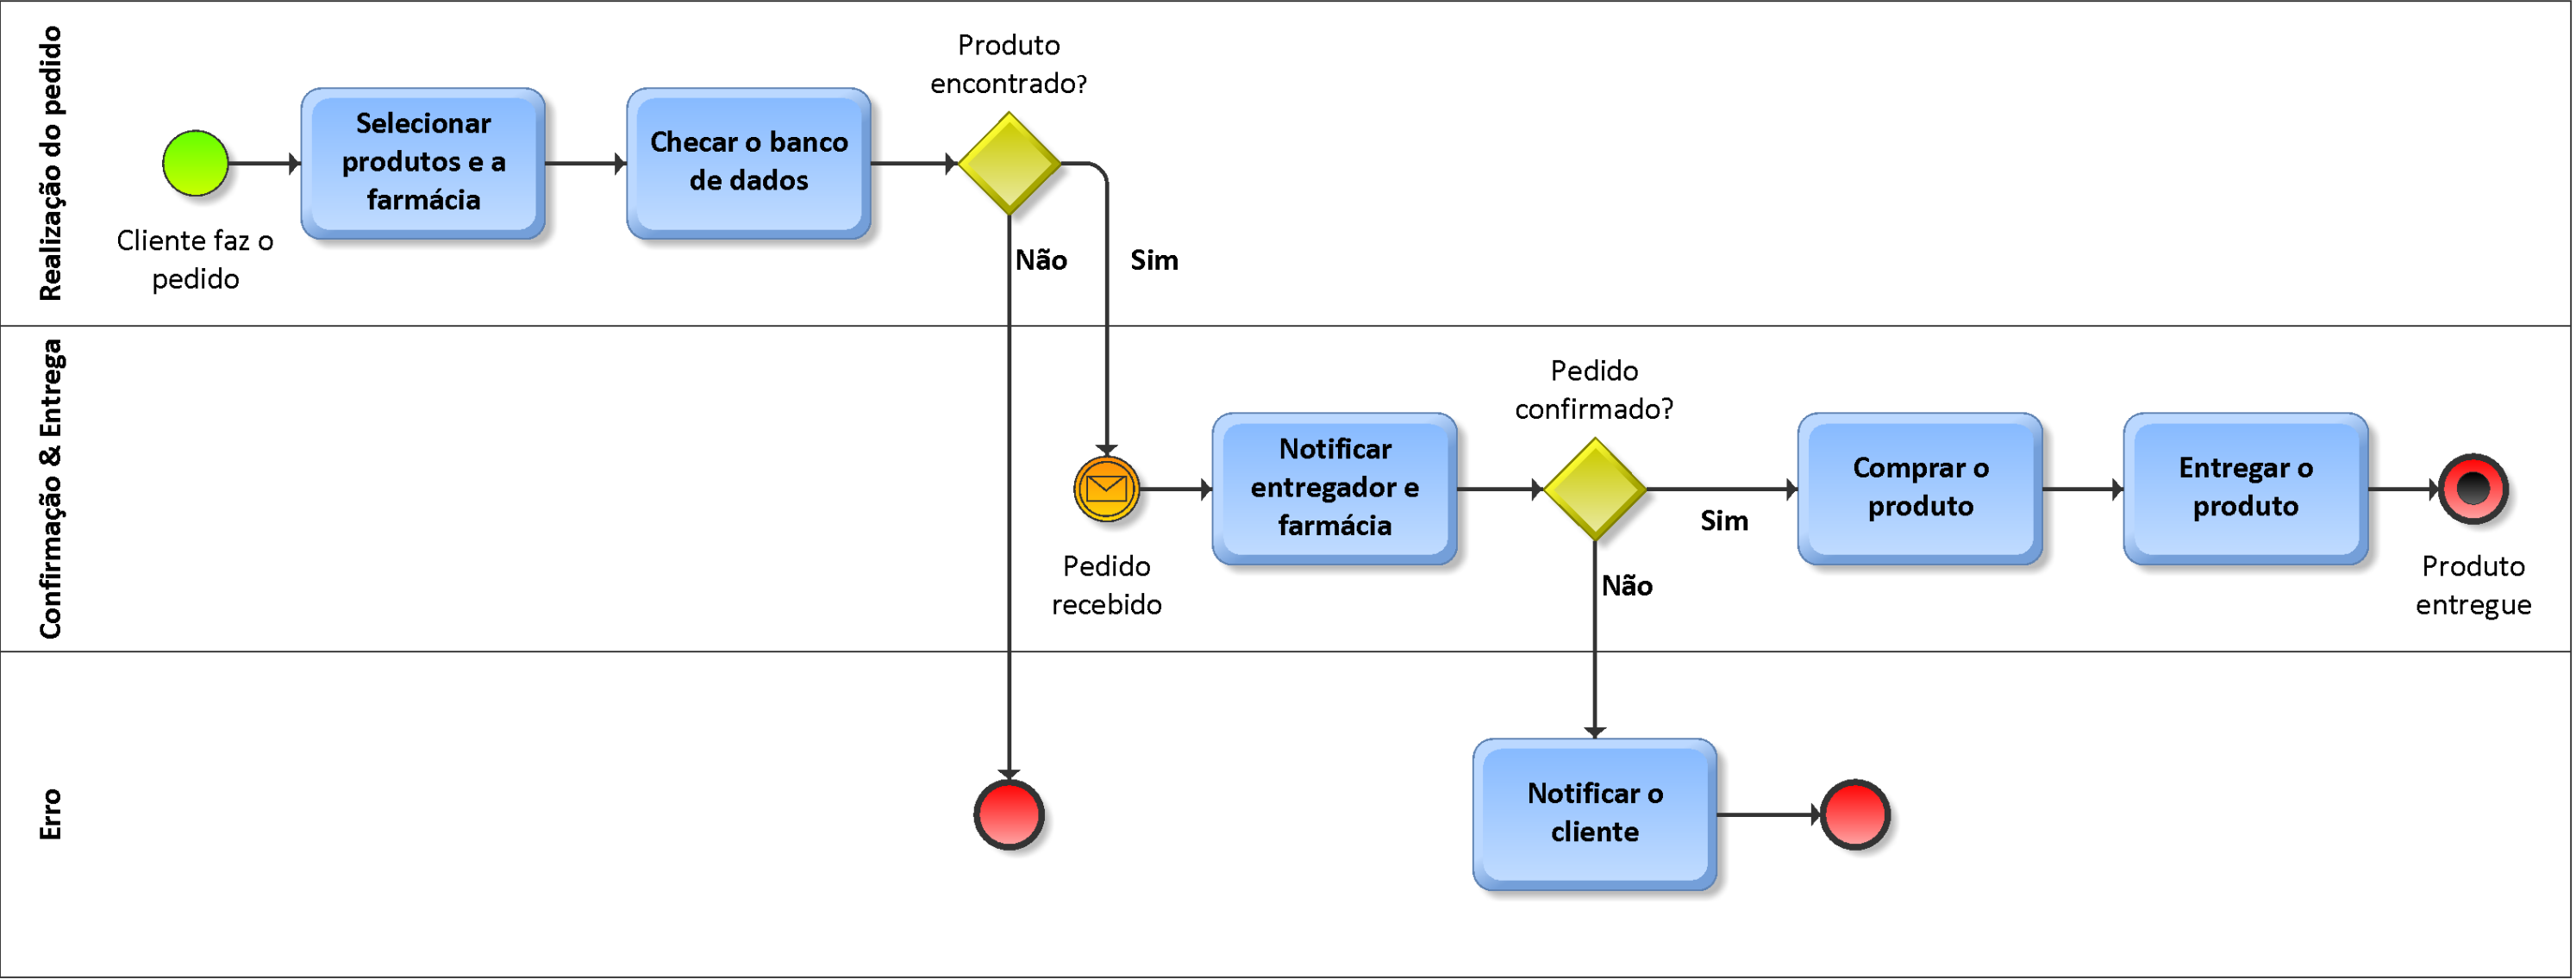 Realização do pedido
Cliente faz o
pedido
Selecionar
produtos e a
farmácia
Checar o banco
de dados
Produto
encontrado?
Não
Sim
Confirmação & Entrega
Pedido
recebido
Notificar
entregador e
farmácia
Pedido
confirmado?
Sim
Não
Comprar o
produto
Entregar o
produto
Produto
entregue
Erro
Notificar o
cliente